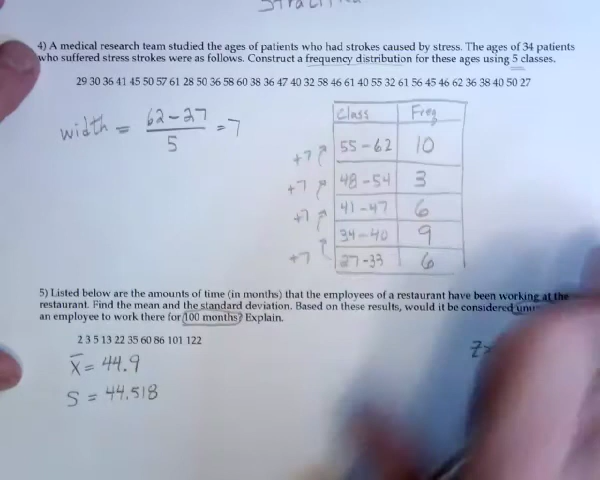 4) A medical research team studied the ages of patients who had strokes caused by stress. The ages of 34 patients
who suffered stress strokes were as follows. Construct a frequency distribution for these ages using 5 classes.
29 30 36 41 45 50 57 61 28 50 36 58 60 38 36 47 40 32 58 46 61 40 55 32 61 56 45 46 62 36 38 40 50 27
width = 62-27 / 5 = 7
Class Freq
+7 55-62 10
+7 48-54 3
+7 41-47 6
34-40 9
+7 27-33 6
5) Listed below are the amounts of time (in months) that the employees of a restaurant have been working at the
restaurant. Find the mean and the standard deviation. Based on these results, would it be considered unu
an employee to work there for 100 months? Explain.
2 3 5 13 22 35 60 86 101 122
x̄ = 44.9
S = 44.518